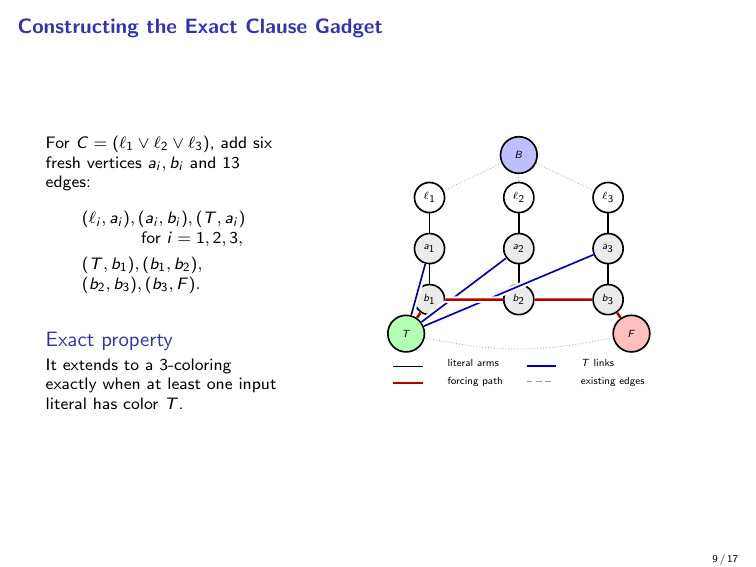 Constructing the Exact Clause Gadget
For C = (ℓ₁ ∨ ℓ₂ ∨ ℓ₃), add six
fresh vertices aᵢ, bᵢ and 13
edges:
(ℓᵢ, aᵢ), (aᵢ, bᵢ), (T, aᵢ)
for i = 1, 2, 3,
(T, b₁), (b₁, b₂),
(b₂, b₃), (b₃, F).
Exact property
It extends to a 3-coloring
exactly when at least one input
literal has color T.
B
ℓ₁ ℓ₂ ℓ₃
a₁ a₂ a₃
b₁ b₂ b₃
T F
literal arms T links
forcing path existing edges
9 / 17